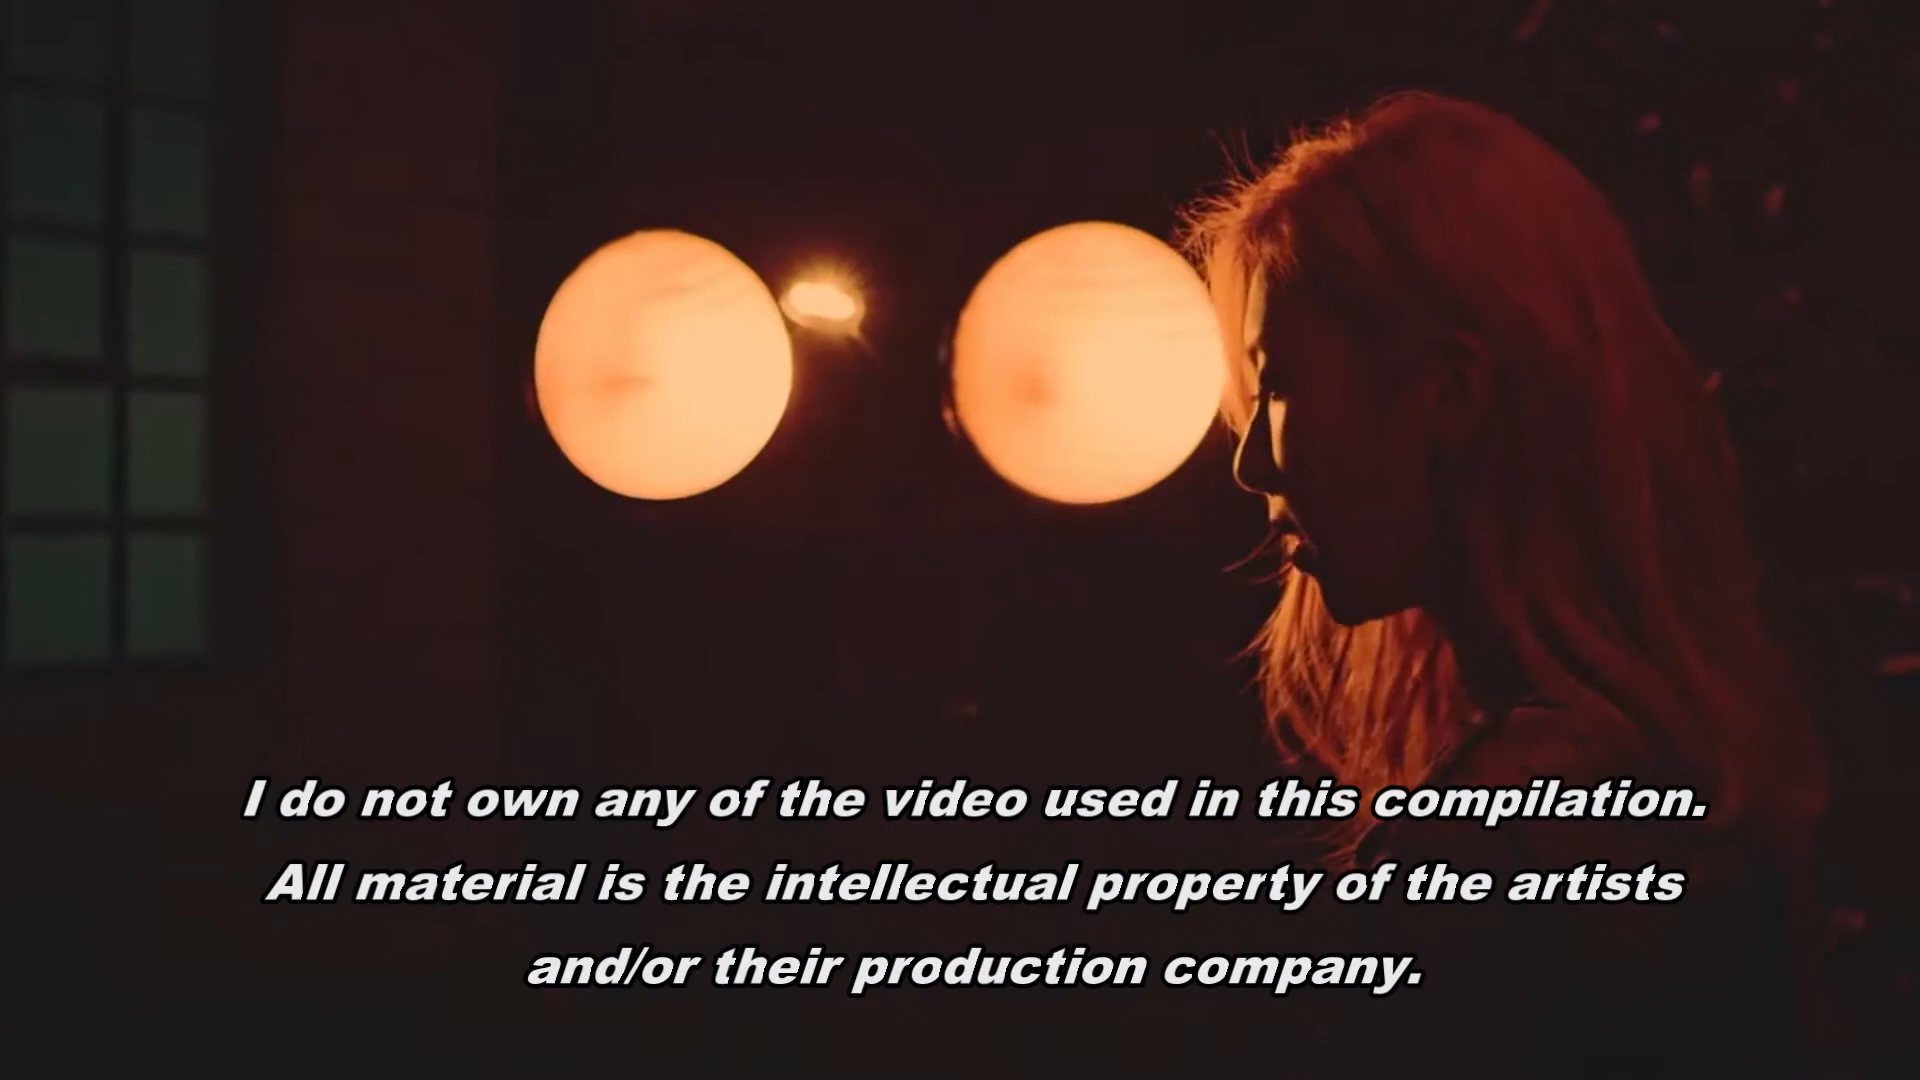 I do not own any of the video used in this compilation.
All material is the intellectual property of the artists
and/or their production company.